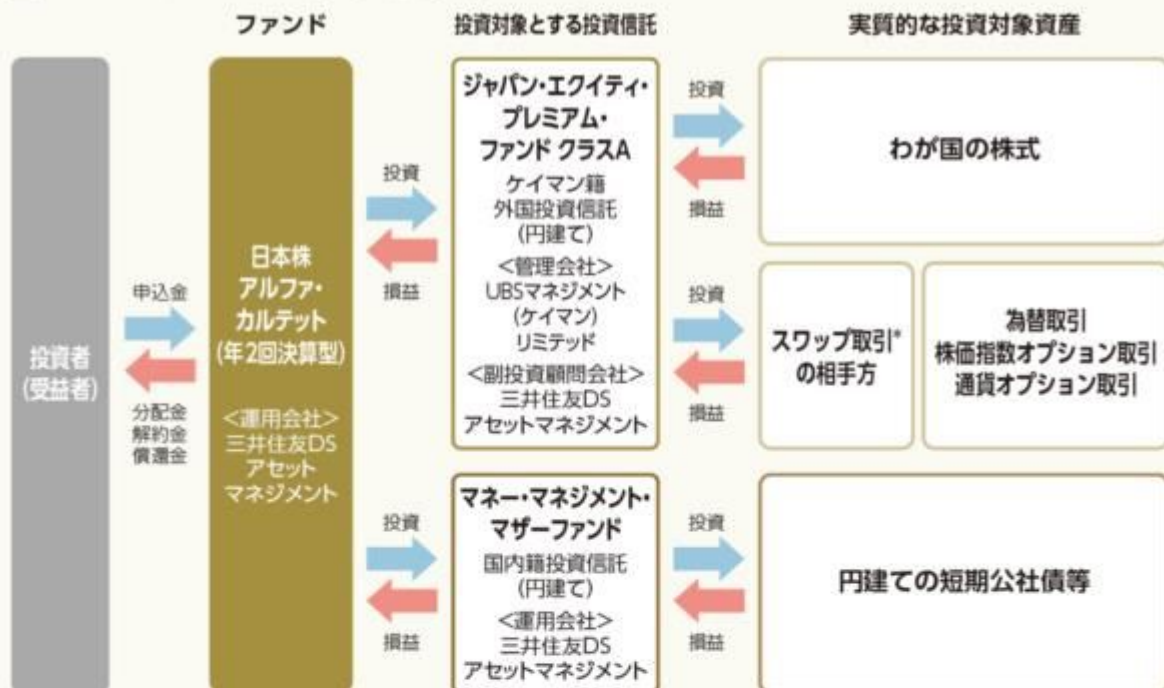 ファンド
投資対象とする投資信託
実質的な投資対象資産
投資者
(受益者)
申込金
分配金
解約金
償還金
日本株
アルファ・
カルテット
(年2回決算型)
<運用会社>
三井住友DS
アセット
マネジメント
投資
損益
ジャパン・エクイティ・
プレミアム・
ファンド クラスA
ケイマン籍
外国投資信託
(円建て)
<管理会社>
UBSマネジメント
(ケイマン)
リミテッド
<副投資顧問会社>
三井住友DS
アセットマネジメント
投資
損益
わが国の株式
投資
損益
スワップ取引*
の相手方
為替取引
株価指数オプション取引
通貨オプション取引
投資
損益
マネー・マネジメント・
マザーファンド
国内籍投資信託
(円建て)
<運用会社>
三井住友DS
アセットマネジメント
投資
損益
円建ての短期公社債等